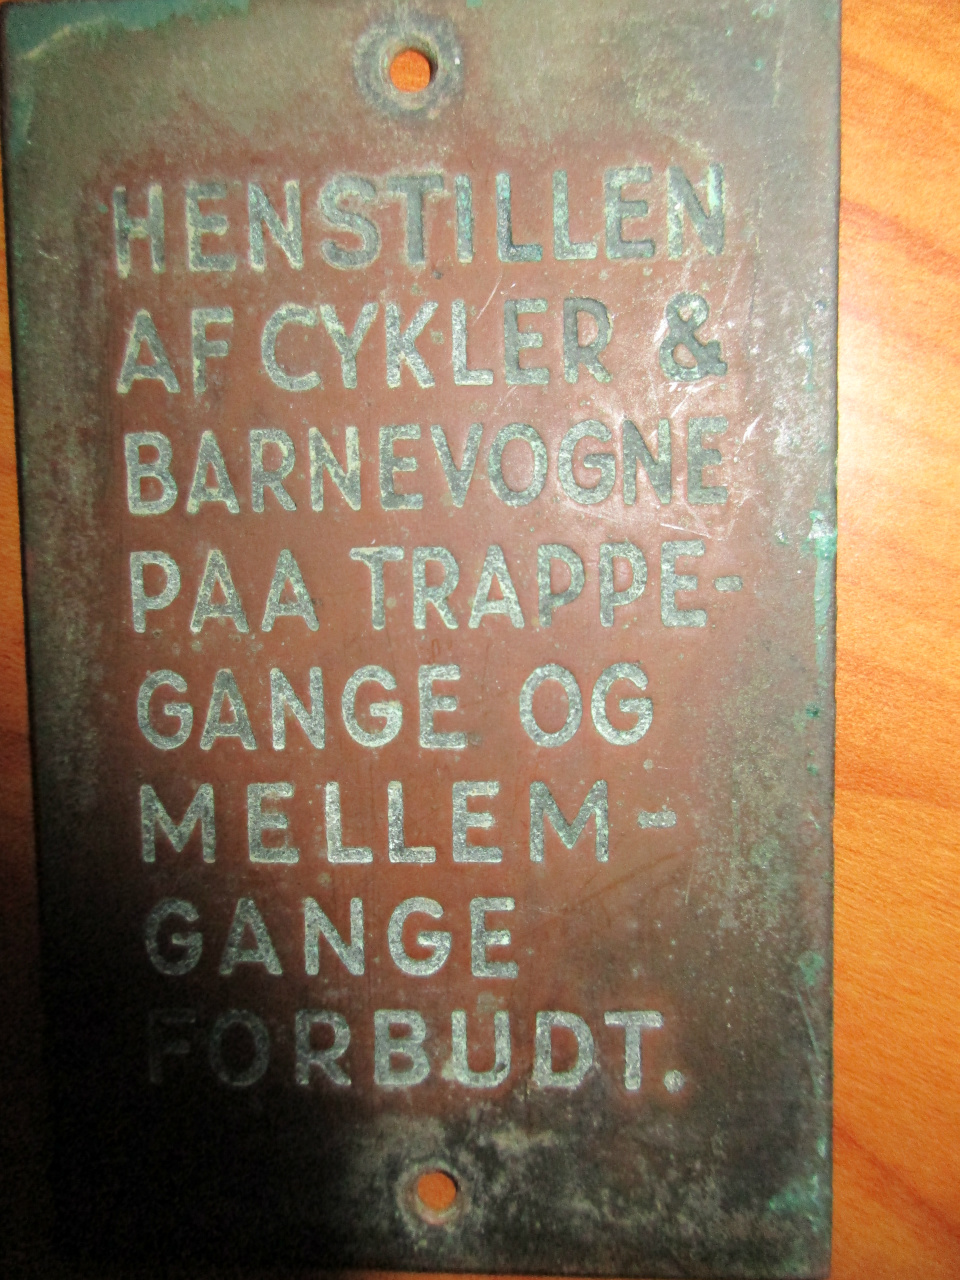 HENSTILLEN
AF CYKLER &
BARNEVOGNE
PAA TRAPPE-
GANGE OG
MELLEM-
GANGE
FORBUDT.